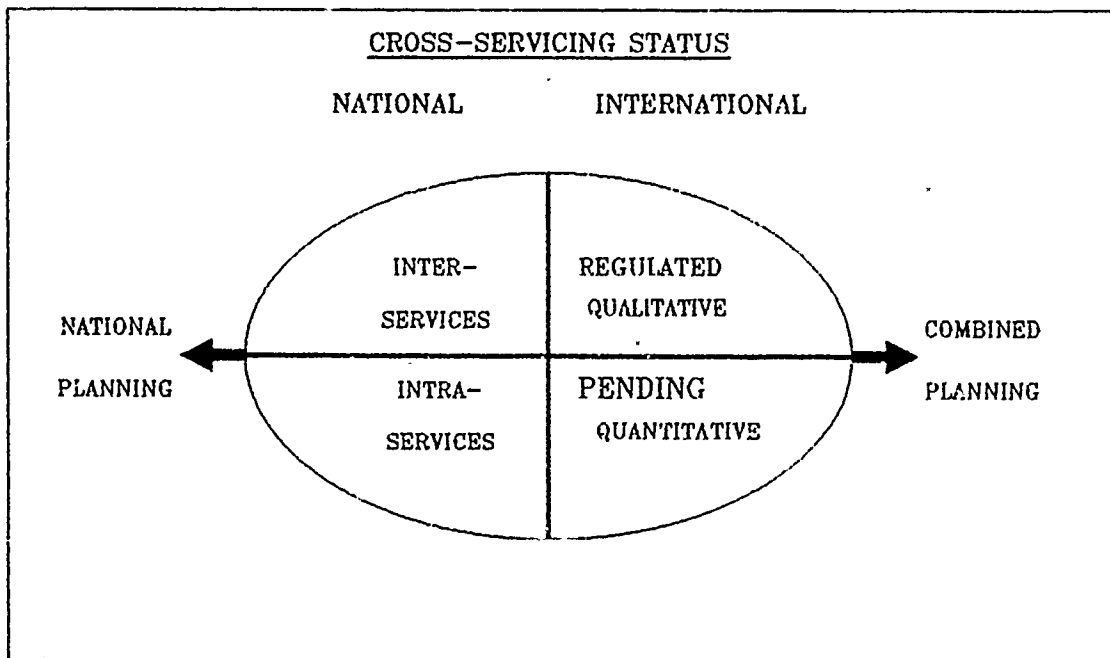 CROSS-SERVICING STATUS
NATIONAL INTERNATIONAL
INTER-
SERVICES
REGULATED
QUALITATIVE
NATIONAL
PLANNING
COMBINED
PLANNING
INTRA-
SERVICES
PENDING
QUANTITATIVE